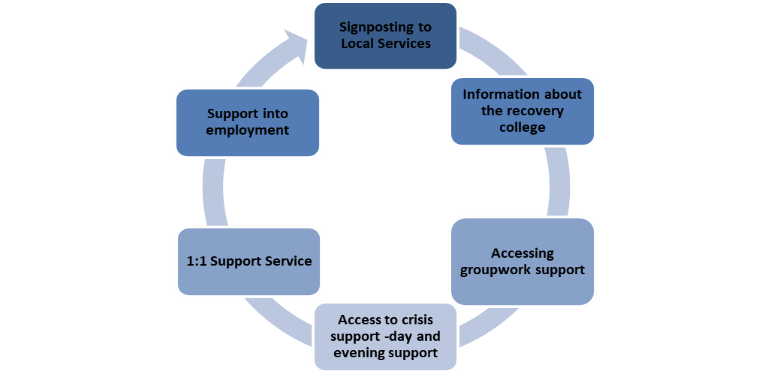 Signposting to
Local Services
Information about
the recovery
college
Accessing
groupwork support
Access to crisis
support -day and
evening support
1:1 Support Service
Support into
employment